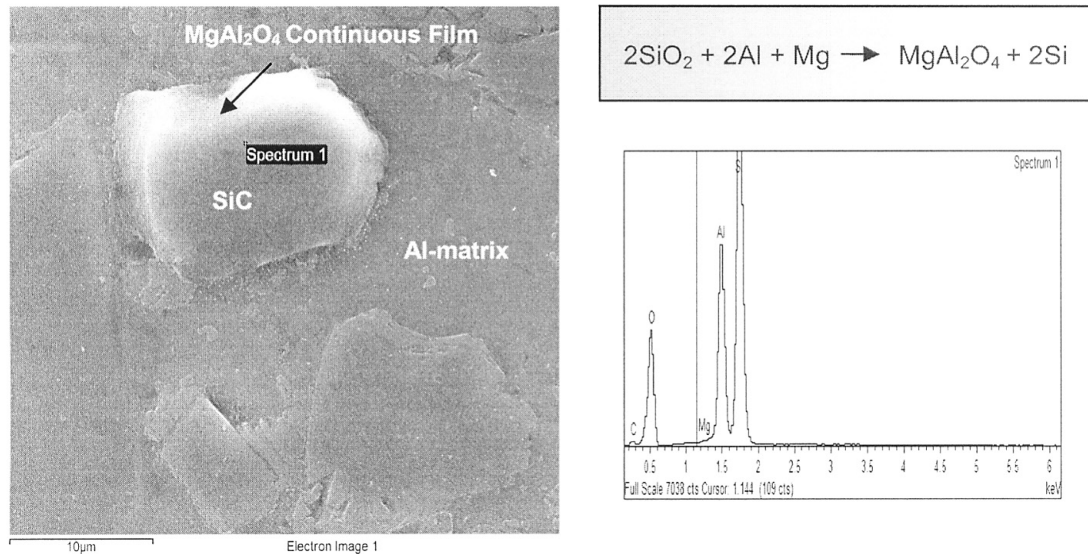 MgAl₂O₄ Continuous Film
Spectrum 1
SiC
Al-matrix
10µm
Electron Image 1
2SiO₂ + 2Al + Mg → MgAl₂O₄ + 2Si
Spectrum 1
S
Al
O
C
Mg
0.5 1 1.5 2 2.5 3 3.5 4 4.5 5 5.5 6
Full Scale 7038 cts Cursor: 1.144 (109 cts)
keV